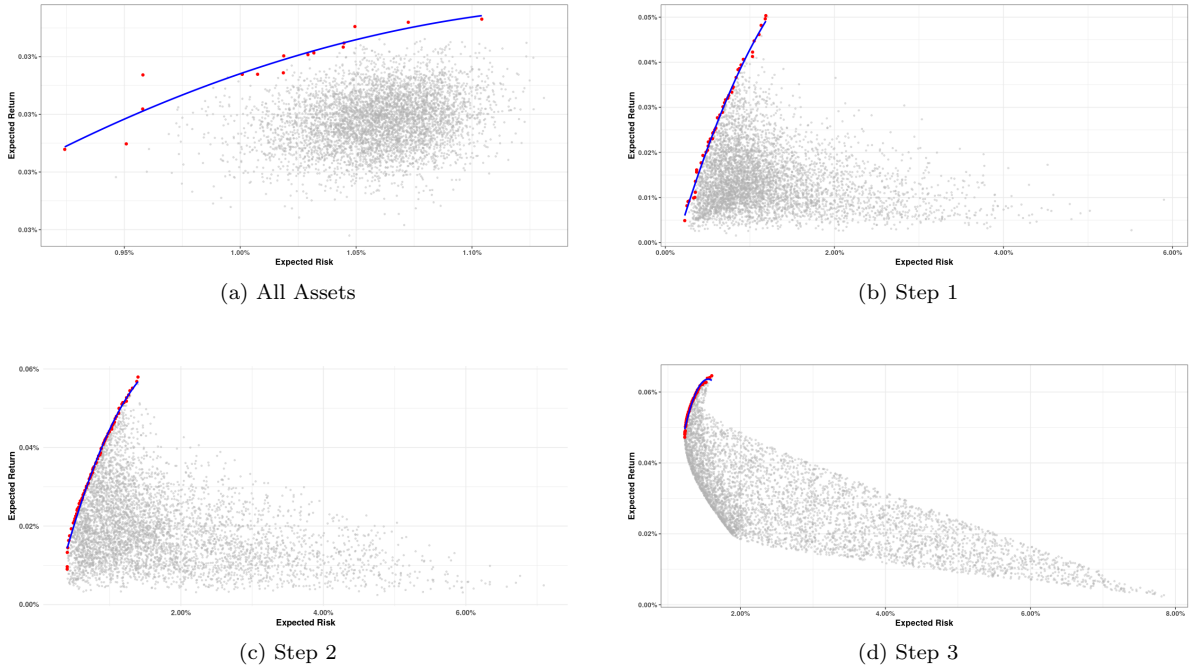 0.03%
0.03%
0.03%
0.03%
Expected Return
0.95%
1.00%
1.05%
1.10%
Expected Risk
(a) All Assets
0.05%
0.04%
0.02%
0.01%
0.00%
Expected Return
0.00%
2.00%
4.00%
6.00%
Expected Risk
(b) Step 1
0.06%
0.04%
0.02%
0.00%
Expected Return
2.00%
4.00%
6.00%
Expected Risk
(c) Step 2
0.06%
0.04%
0.02%
0.00%
Expected Return
2.00%
4.00%
6.00%
8.00%
Expected Risk
(d) Step 3